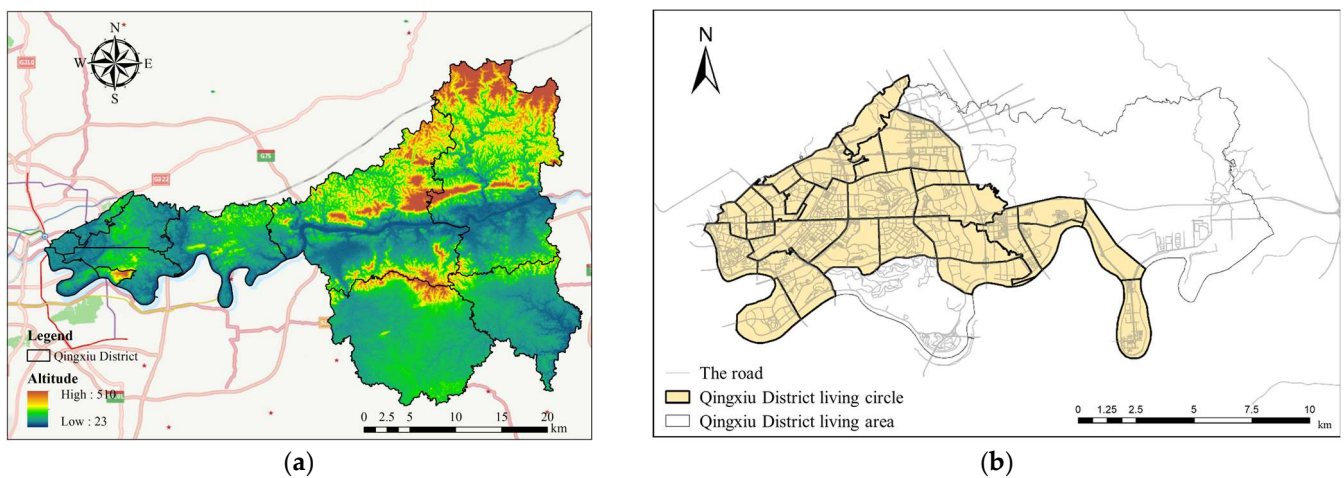 N
W E
S
G210
G75
G322
Legend
Qingxiu District
Altitude
High : 510
Low : 23
0 2.5 5 10 15 20
km
(a)
N
The road
Qingxiu District living circle
Qingxiu District living area
0 1.25 2.5 5 7.5 10
km
(b)